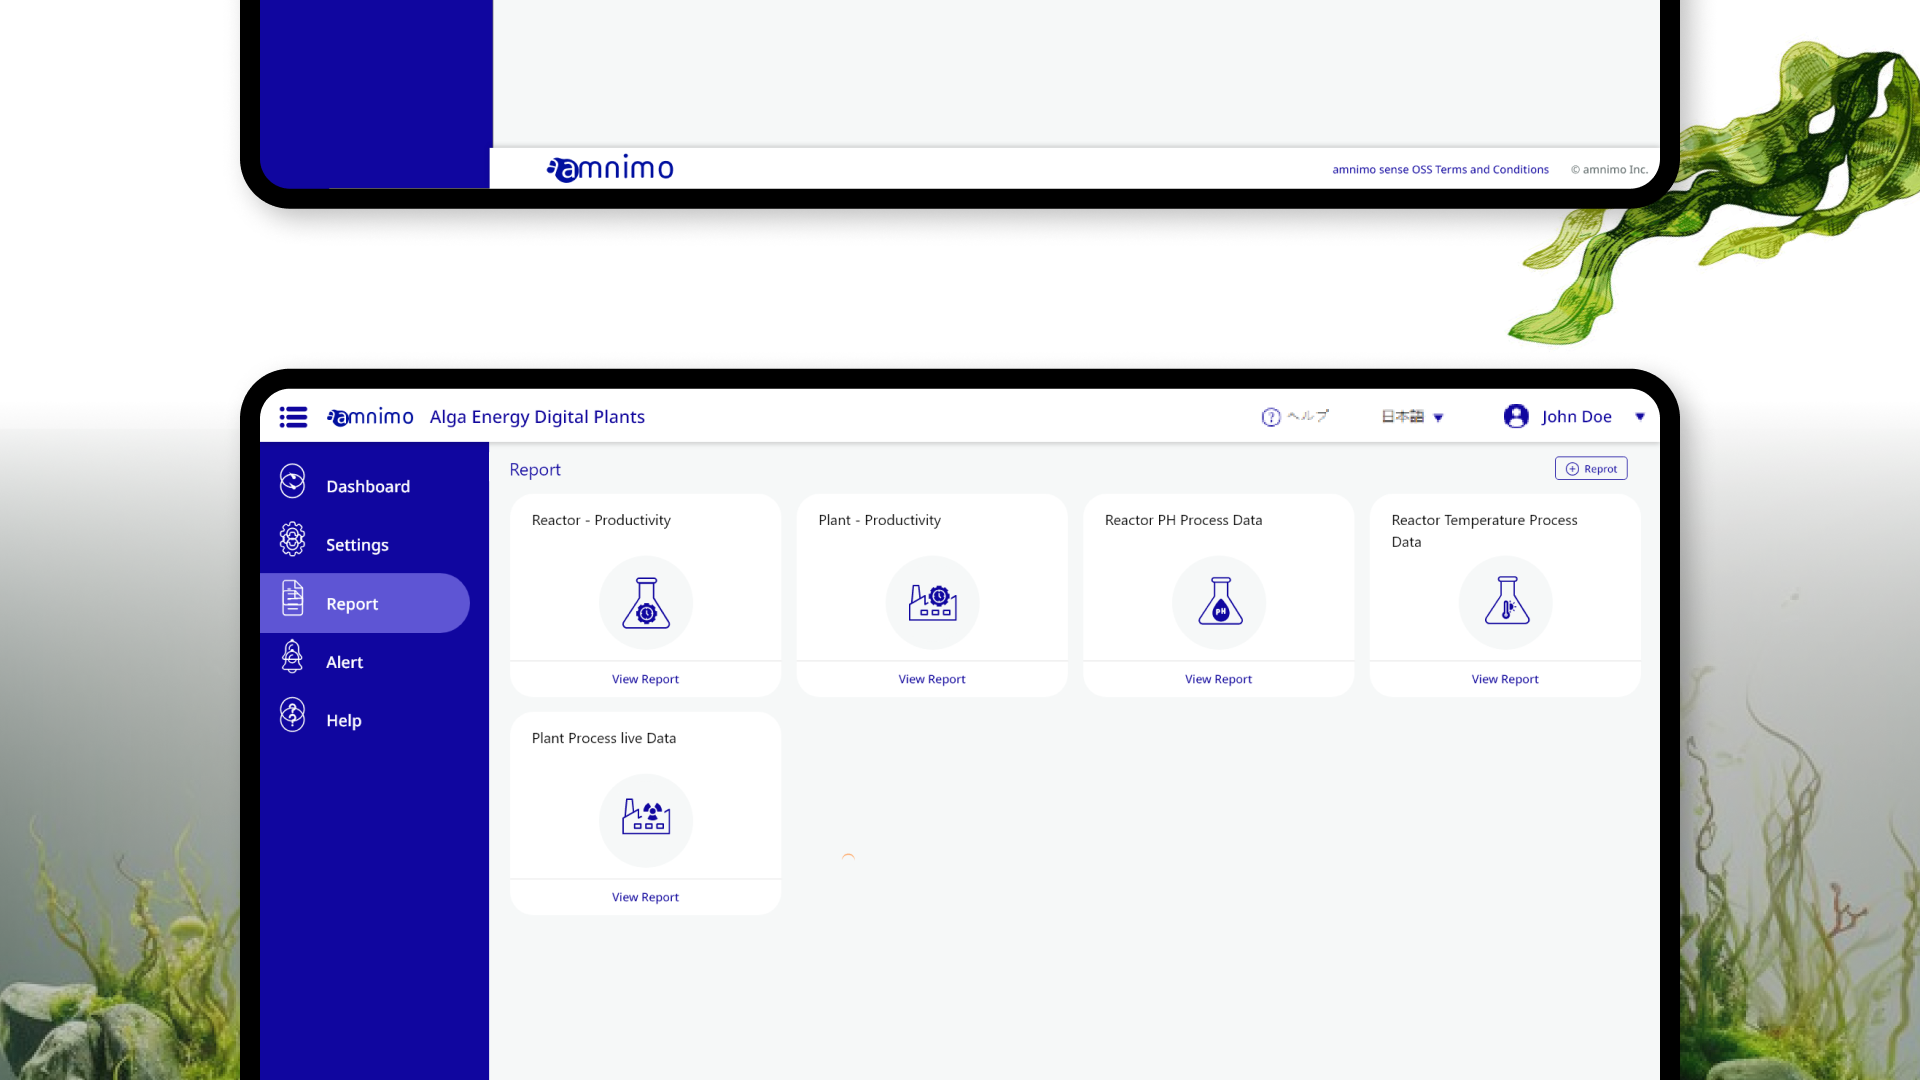 amnimo
amnimo sense OSS Terms and Conditions © amnimo Inc.
amnimo Alga Energy Digital Plants ヘルプ 日本語 John Doe
Dashboard
Settings
Report
Alert
Help
Report
Reprot
Reactor - Productivity
View Report
Plant - Productivity
View Report
Reactor PH Process Data
PH
View Report
Reactor Temperature Process
Data
View Report
Plant Process live Data
View Report